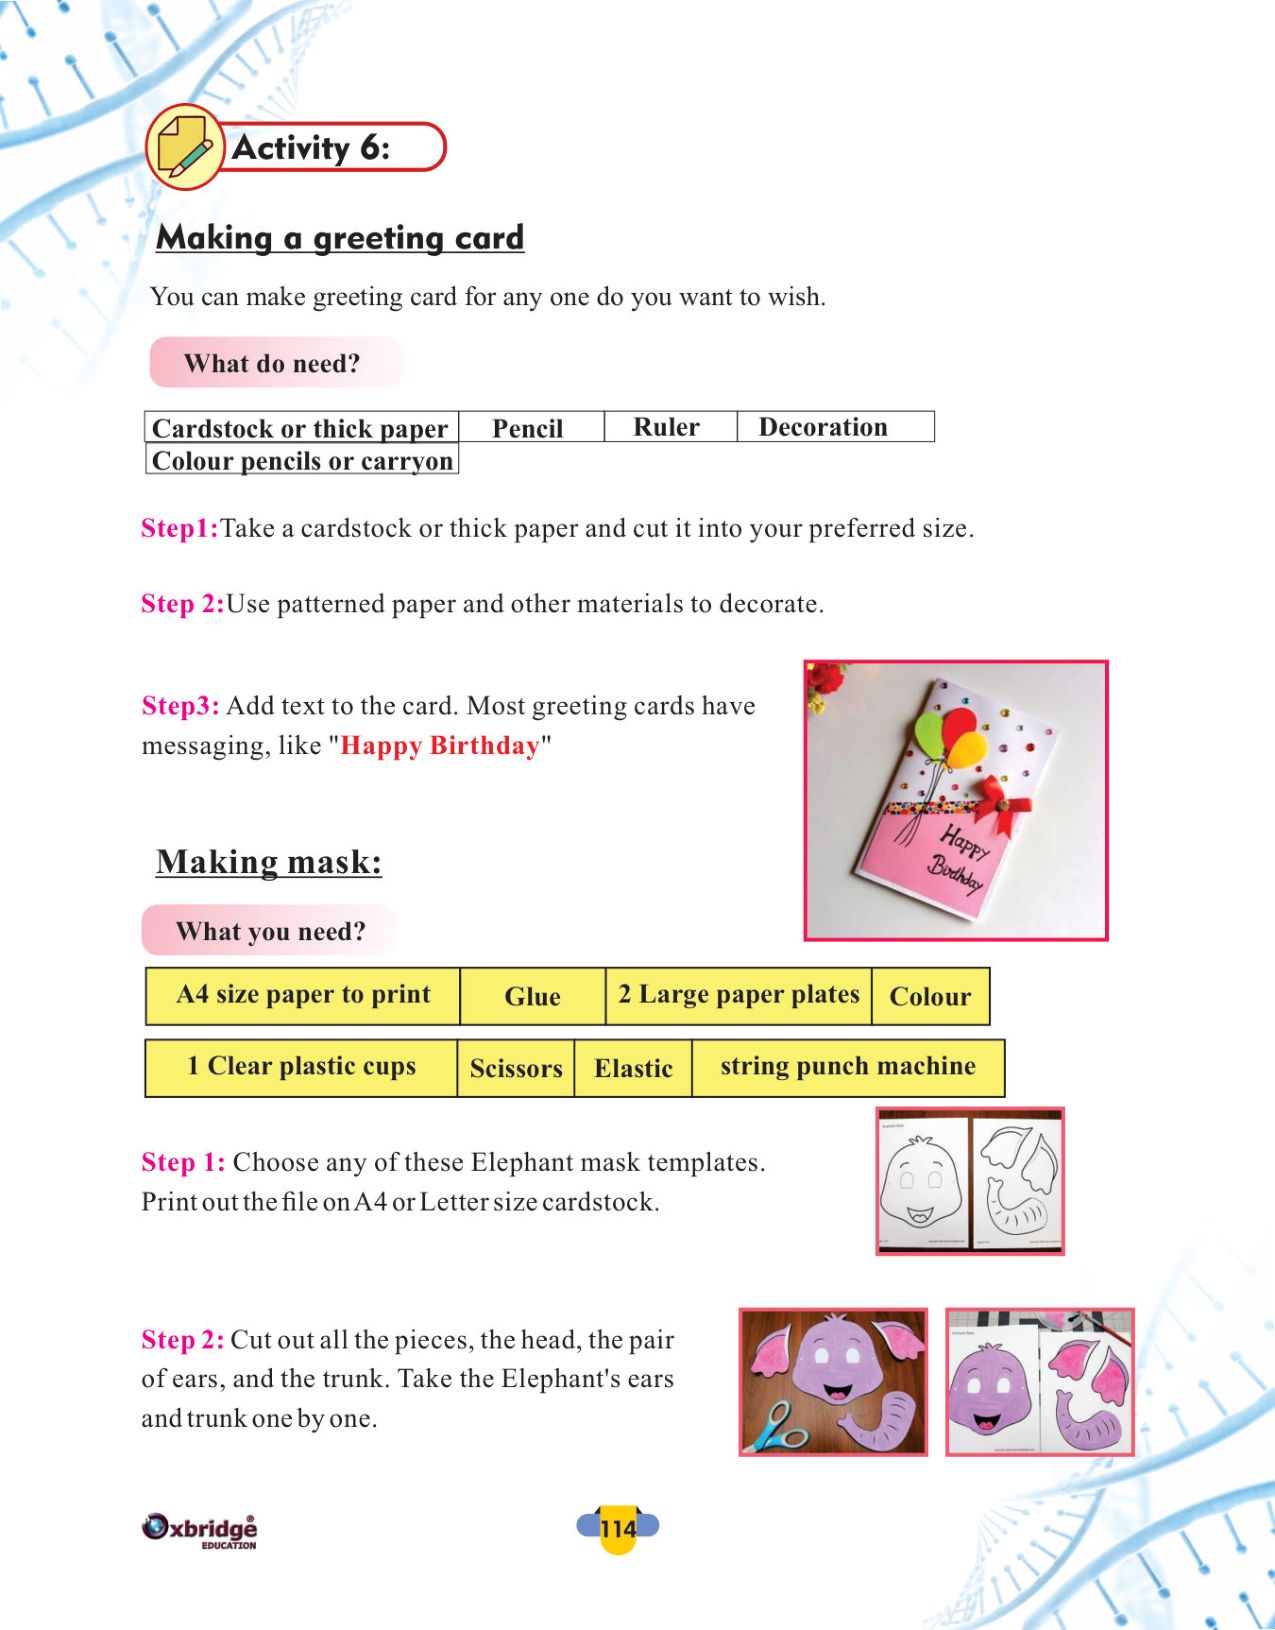 Activity 6:
Making a greeting card
You can make greeting card for any one do you want to wish.
What do need?
Cardstock or thick paper Pencil Ruler Decoration
Colour pencils or carryon
Step1:Take a cardstock or thick paper and cut it into your preferred size.
Step 2:Use patterned paper and other materials to decorate.
Step3: Add text to the card. Most greeting cards have
messaging, like "Happy Birthday"
Happy
Birthday
Making mask:
What you need?
A4 size paper to print Glue 2 Large paper plates Colour
1 Clear plastic cups Scissors Elastic string punch machine
Step 1: Choose any of these Elephant mask templates.
Print out the file on A4 or Letter size cardstock.
Step 2: Cut out all the pieces, the head, the pair
of ears, and the trunk. Take the Elephant's ears
and trunk one by one.
Oxbridge®
EDUCATION
114